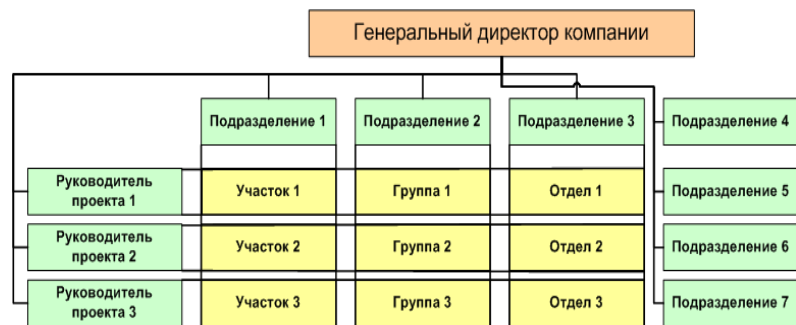 Генеральный директор компании
Подразделение 1
Подразделение 2
Подразделение 3
Подразделение 4
Руководитель
проекта 1
Участок 1
Группа 1
Отдел 1
Подразделение 5
Руководитель
проекта 2
Участок 2
Группа 2
Отдел 2
Подразделение 6
Руководитель
проекта 3
Участок 3
Группа 3
Отдел 3
Подразделение 7